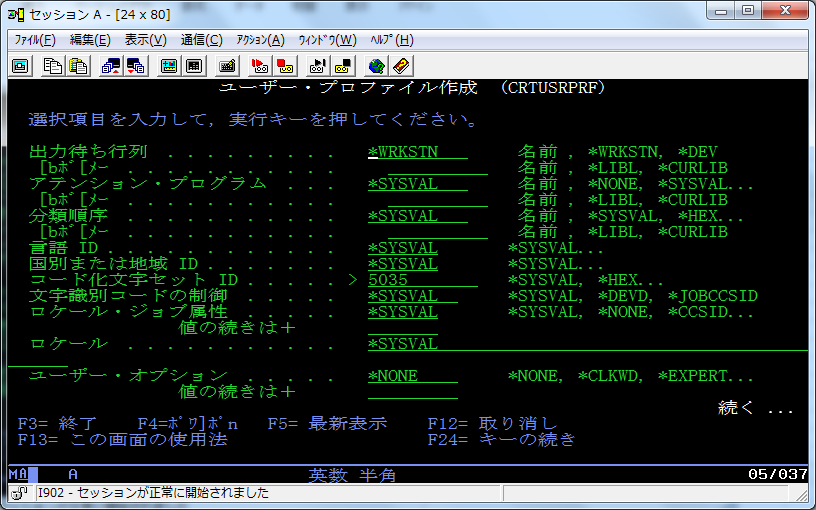 セッション A - [24 x 80]
ﾌｧｲﾙ(F) 編集(E) 表示(V) 通信(C) ｱｸｼｮﾝ(A) ｳｨﾝﾄﾞｳ(W) ﾍﾙﾌﾟ(H)
ユーザー・プロファイル作成 (CRTUSRPRF)
選択項目を入力して, 実行キーを押してください。
出力待ち行列 . . . . . . . . . *WRKSTN 名前 , *WRKSTN, *DEV
[bﾎﾞ[ﾒｰ . . . . . . . . . . 名前 , *LIBL, *CURLIB
アテンション・プログラム . . . *SYSVAL 名前 , *NONE, *SYSVAL...
[bﾎﾞ[ﾒｰ . . . . . . . . . . 名前 , *LIBL, *CURLIB
分類順序 . . . . . . . . . . . *SYSVAL 名前 , *SYSVAL, *HEX...
[bﾎﾞ[ﾒｰ . . . . . . . . . . 名前 , *LIBL, *CURLIB
言語 ID . . . . . . . . . . . . *SYSVAL *SYSVAL...
国別または地域 ID . . . . . . . *SYSVAL *SYSVAL...
コード化文字セット ID . . . . . > 5035 *SYSVAL, *HEX...
文字識別コードの制御 . . . . . *SYSVAL *SYSVAL, *DEVD, *JOBCCSID
ロケール・ジョブ属性 . . . . . *SYSVAL *SYSVAL, *NONE, *CCSID...
値の続きは＋
ロケール . . . . . . . . . . . *SYSVAL
ユーザー・オプション . . . . . *NONE *NONE, *CLKWD, *EXPERT...
値の続きは＋
続く ...
F3= 終了 F4=ﾎﾟﾜ]ﾎﾟn F5= 最新表示 F12= 取り消し
F13= この画面の使用法 F24= キーの続き
MA A 英数 半角 05/037
I902 - セッションが正常に開始されました